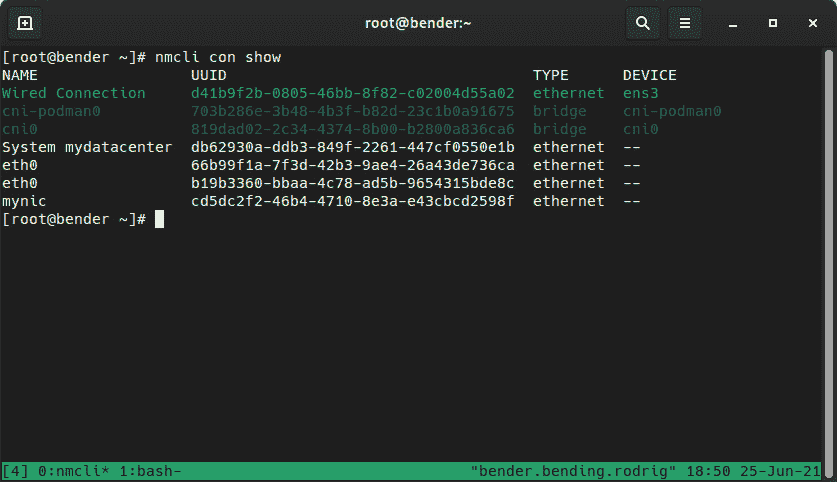 root@bender:~
[root@bender ~]# nmcli con show
NAME UUID TYPE DEVICE
Wired Connection d41b9f2b-0805-46bb-8f82-c02004d55a02 ethernet ens3
cni-podman0 703b286e-3b48-4b3f-b82d-23c1b0a91675 bridge cni-podman0
cni0 819dad02-2c34-4374-8b00-b2800a836ca6 bridge cni0
System mydatacenter db62930a-ddb3-849f-2261-447cf0550e1b ethernet --
eth0 66b99f1a-7f3d-42b3-9ae4-26a43de736ca ethernet --
eth0 b19b3360-bbaa-4c78-ad5b-9654315bde8c ethernet --
mynic cd5dc2f2-46b4-4710-8e3a-e43cbcd2598f ethernet --
[root@bender ~]#
[4] 0:nmcli* 1:bash- "bender.bending.rodrig" 18:50 25-Jun-21